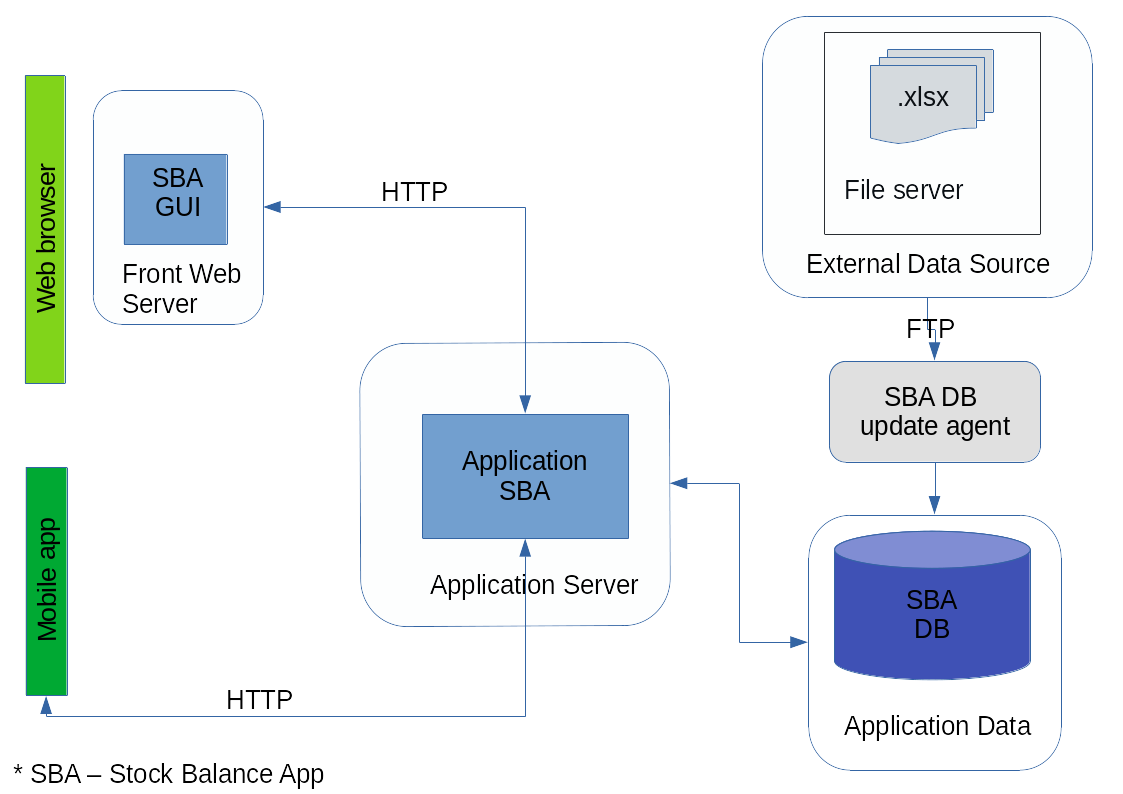 Web browser
SBA
GUI
Front Web
Server
HTTP
.xlsx
File server
External Data Source
FTP
SBA DB
update agent
Application
SBA
Application Server
Mobile app
HTTP
SBA
DB
Application Data
* SBA – Stock Balance App